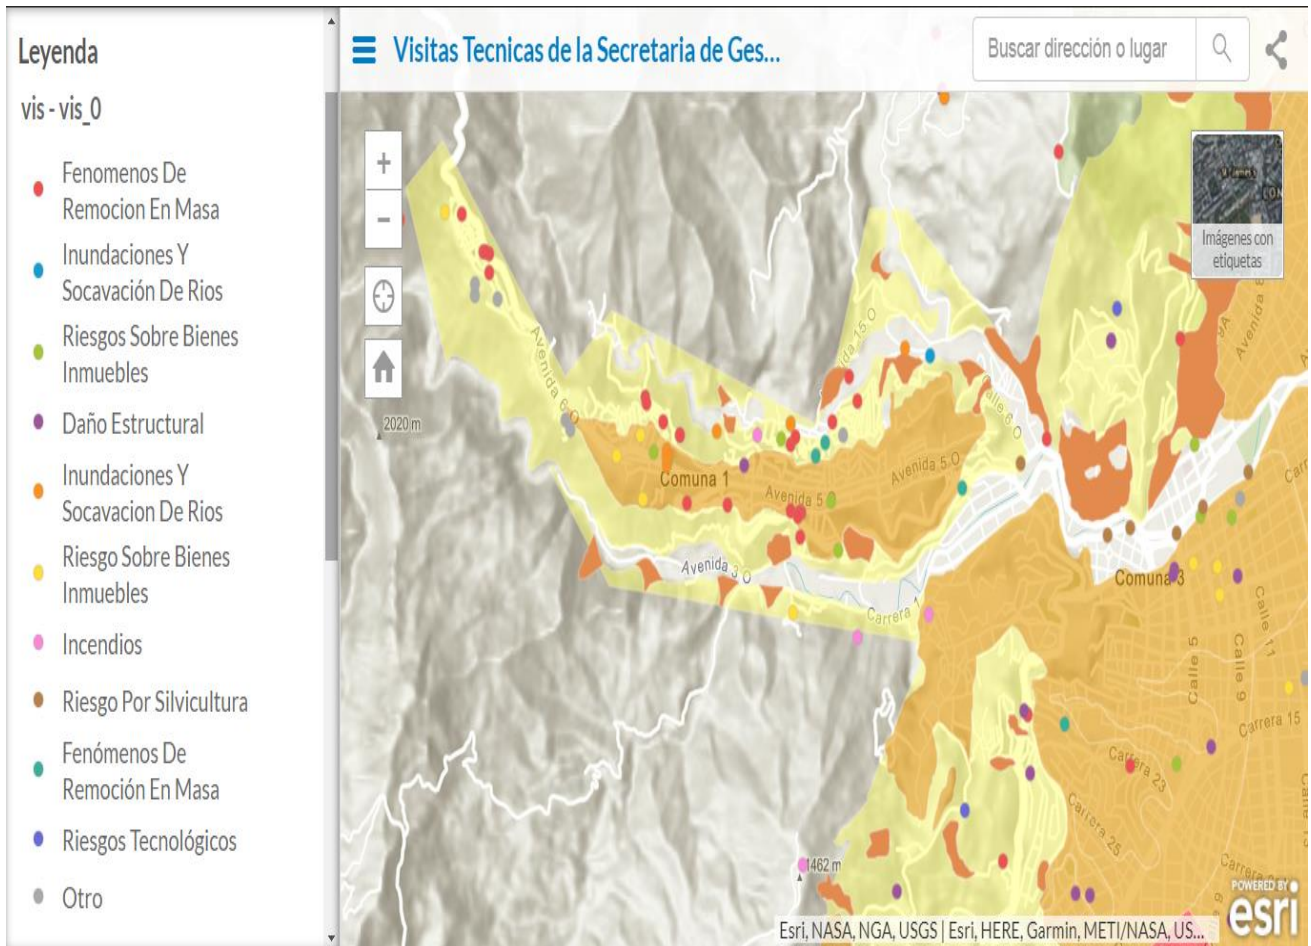 Leyenda
vis - vis_0
Fenomenos De
Remocion En Masa
Inundaciones Y
Socavación De Rios
Riesgos Sobre Bienes
Inmuebles
Daño Estructural
Inundaciones Y
Socavacion De Rios
Riesgo Sobre Bienes
Inmuebles
Incendios
Riesgo Por Silvicultura
Fenómenos De
Remoción En Masa
Riesgos Tecnológicos
Otro
Visitas Tecnicas de la Secretaria de Ges...
Buscar dirección o lugar
+
−
Imágenes con
etiquetas
2020 m
Avenida 6 O
Avenida 15 O
Calle 6 O
Comuna 1
Avenida 5 O
Avenida 5 O
Avenida 3 O
Carrera 1
Comuna 3
Calle 5
Calle 9
Calle 11
Carrera 15
Carrera 23
Carrera 25
1462 m
Esri, NASA, NGA, USGS | Esri, HERE, Garmin, METI/NASA, US...
POWERED BY
esri